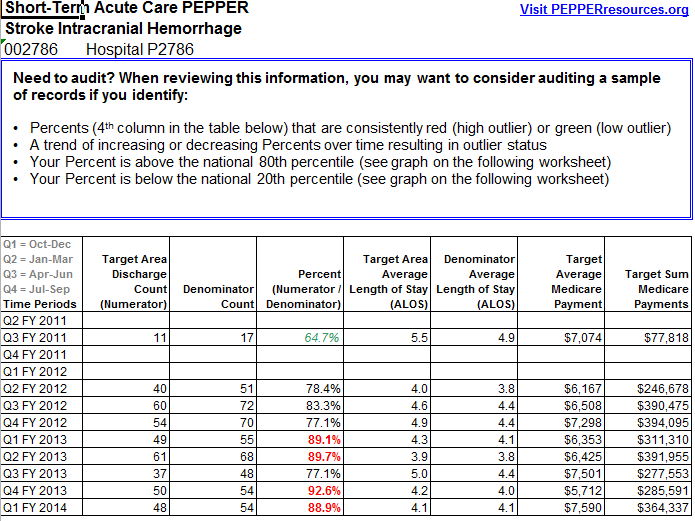 Short-Term Acute Care PEPPER
Visit PEPPERresources.org
Stroke Intracranial Hemorrhage
002786 Hospital P2786
Need to audit? When reviewing this information, you may want to consider auditing a sample
of records if you identify:
• Percents (4th column in the table below) that are consistently red (high outlier) or green (low outlier)
• A trend of increasing or decreasing Percents over time resulting in outlier status
• Your Percent is above the national 80th percentile (see graph on the following worksheet)
• Your Percent is below the national 20th percentile (see graph on the following worksheet)
Q1 = Oct-Dec
Q2 = Jan-Mar Target Area Target Area Denominator Target
Q3 = Apr-Jun Discharge Percent Average Average Average Target Sum
Q4 = Jul-Sep Count Denominator (Numerator / Length of Stay Length of Stay Medicare Medicare
Time Periods (Numerator) Count Denominator) (ALOS) (ALOS) Payment Payments
Q2 FY 2011
Q3 FY 2011 11 17 64.7% 5.5 4.9 $7,074 $77,818
Q4 FY 2011
Q1 FY 2012
Q2 FY 2012 40 51 78.4% 4.0 3.8 $6,167 $246,678
Q3 FY 2012 60 72 83.3% 4.6 4.4 $6,508 $390,475
Q4 FY 2012 54 70 77.1% 4.9 4.4 $7,298 $394,095
Q1 FY 2013 49 55 89.1% 4.3 4.1 $6,353 $311,310
Q2 FY 2013 61 68 89.7% 3.9 3.8 $6,425 $391,955
Q3 FY 2013 37 48 77.1% 5.0 4.4 $7,501 $277,553
Q4 FY 2013 50 54 92.6% 4.2 4.0 $5,712 $285,591
Q1 FY 2014 48 54 88.9% 4.1 4.1 $7,590 $364,337